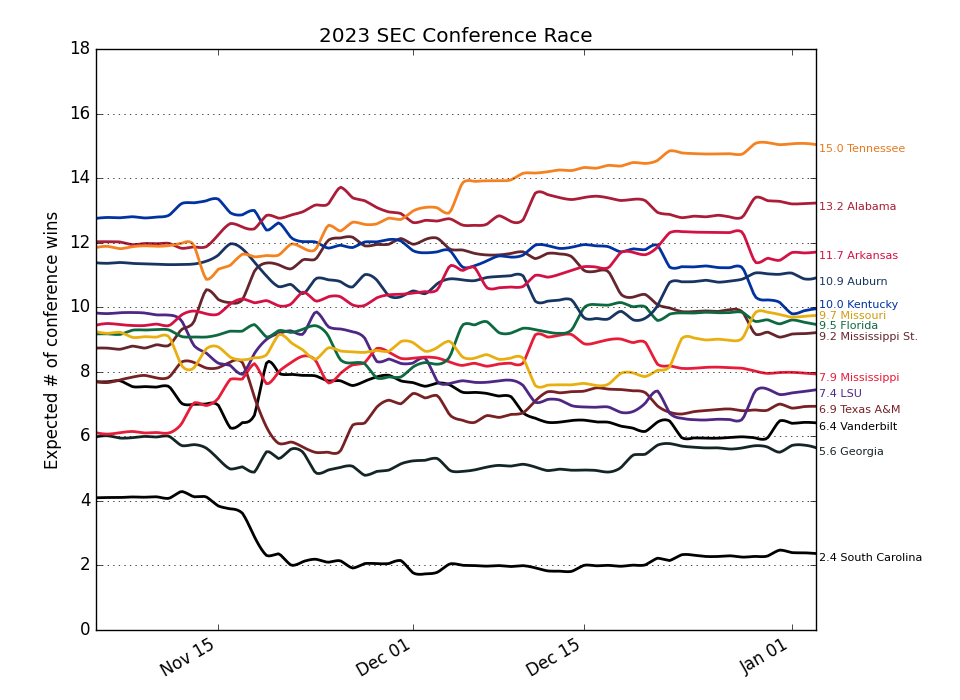 2023 SEC Conference Race
Expected # of conference wins
18
16
14
12
10
8
6
4
2
0
15.0 Tennessee
13.2 Alabama
11.7 Arkansas
10.9 Auburn
10.0 Kentucky
9.7 Missouri
9.5 Florida
9.2 Mississippi St.
7.9 Mississippi
7.4 LSU
6.9 Texas A&M
6.4 Vanderbilt
5.6 Georgia
2.4 South Carolina
Nov 15
Dec 01
Dec 15
Jan 01